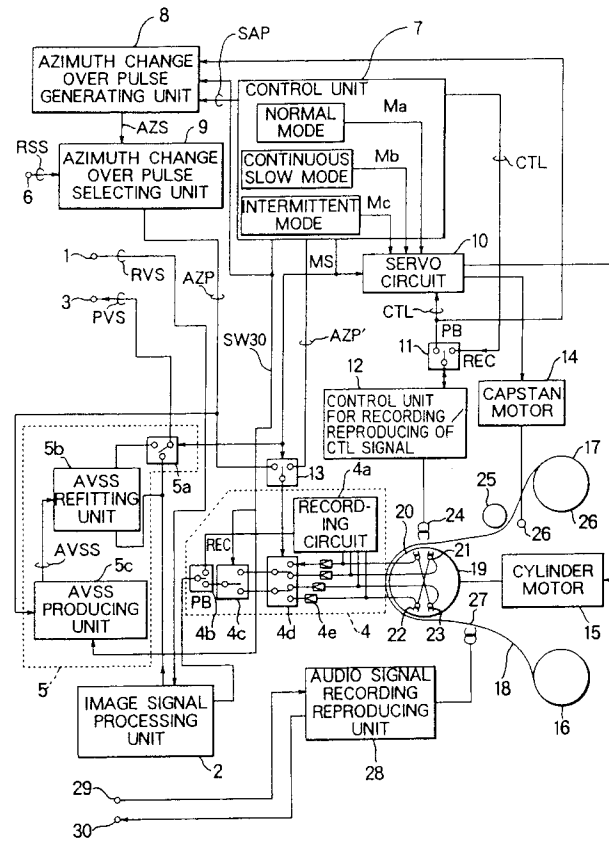 8
SAP
7
AZIMUTH CHANGE
OVER PULSE
GENERATING UNIT
CONTROL UNIT
NORMAL
MODE
Ma
AZS
9
RSS
6
AZIMUTH CHANGE
OVER PULSE
SELECTING UNIT
CONTINUOUS
SLOW MODE
Mb
CTL
INTERMITTENT
MODE
Mc
10
1
RVS
AZP
MS
SERVO
CIRCUIT
3
PVS
SW30
AZP'
CTL
PB
11
REC
14
12
CONTROL UNIT
FOR RECORDING/
REPRODUCING OF
CTL SIGNAL
CAPSTAN
MOTOR
5b
5a
13
17
4a
25
AVSS
REFITTING
UNIT
RECORD-
ING
CIRCUIT
24
20
21
26
26
REC
AVSS
5c
19
CYLINDER
MOTOR
AVSS
PRODUCING
UNIT
PB
27
4b
4c
4d
4e
4
22
23
15
5
IMAGE SIGNAL
PROCESSING
UNIT
AUDIO SIGNAL
RECORDING
REPRODUCING
UNIT
18
16
2
28
29
30